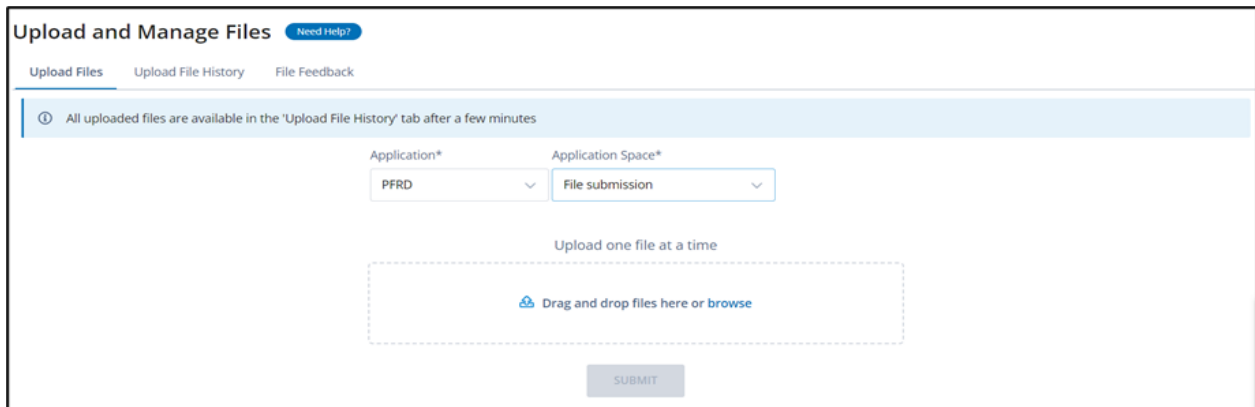 Upload and Manage Files Need Help?
Upload Files Upload File History File Feedback
All uploaded files are available in the 'Upload File History' tab after a few minutes
Application* Application Space*
PFRD File submission
Upload one file at a time
Drag and drop files here or browse
SUBMIT